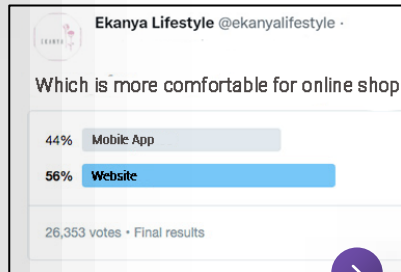 Ekanya Lifestyle @ekanyalifestyle ·
EKANYA
Which is more comfortable for online shop
44% Mobile App
56% Website
26,353 votes • Final results